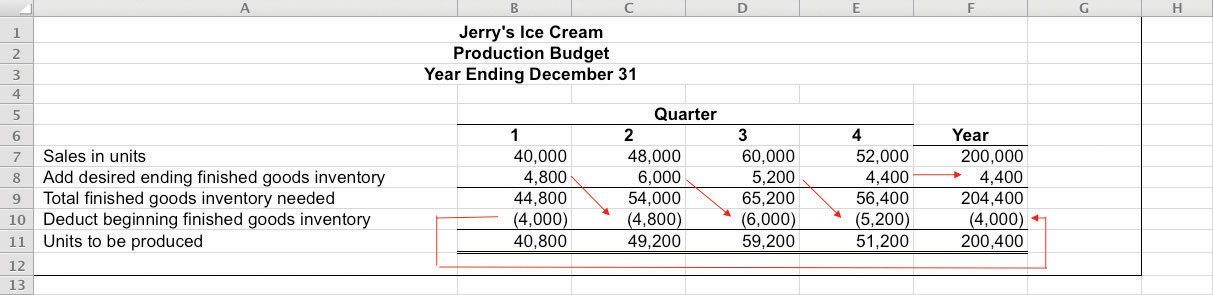 A B C D E F G H
1 Jerry's Ice Cream
2 Production Budget
3 Year Ending December 31
4
5 Quarter
6 1 2 3 4 Year
7 Sales in units 40,000 48,000 60,000 52,000 200,000
8 Add desired ending finished goods inventory 4,800 6,000 5,200 4,400 4,400
9 Total finished goods inventory needed 44,800 54,000 65,200 56,400 204,400
10 Deduct beginning finished goods inventory (4,000) (4,800) (6,000) (5,200) (4,000)
11 Units to be produced 40,800 49,200 59,200 51,200 200,400
12
13